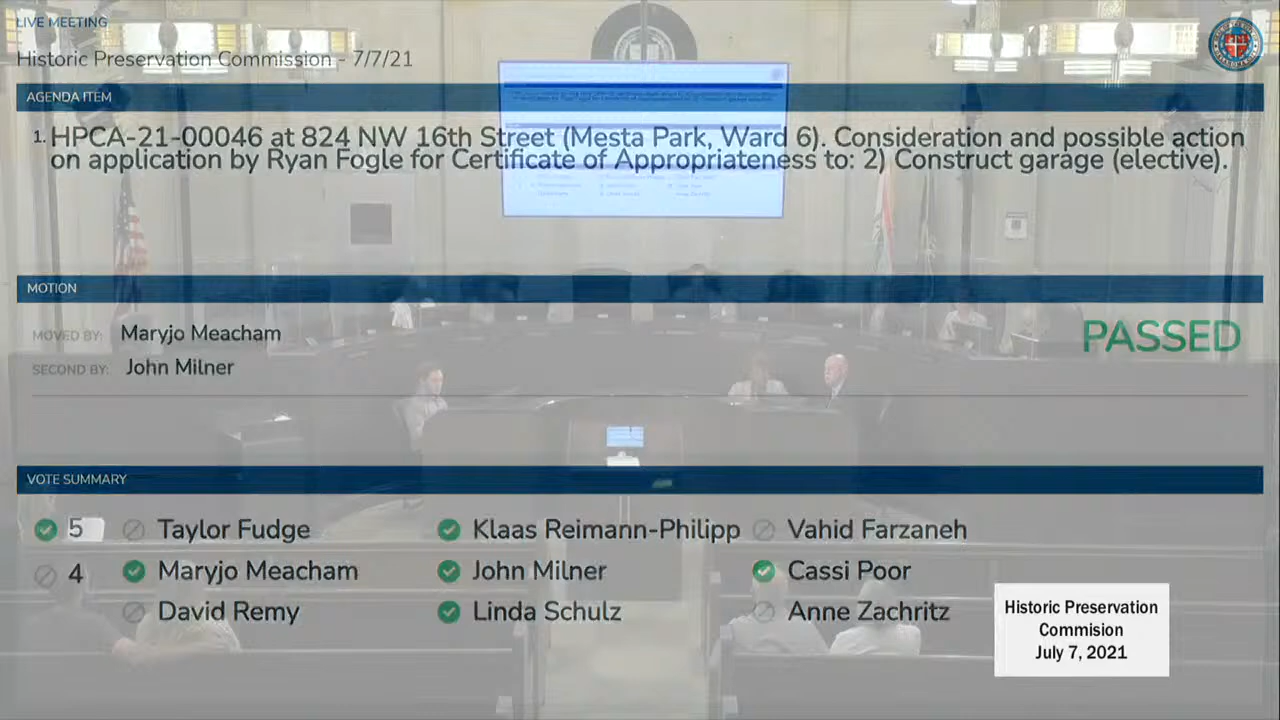 LIVE MEETING
Historic Preservation Commission - 7/7/21
AGENDA ITEM
1. HPCA-21-00046 at 824 NW 16th Street (Mesta Park, Ward 6). Consideration and possible action
on application by Ryan Fogle for Certificate of Appropriateness to: 2) Construct garage (elective).
MOTION
MOVED BY: Maryjo Meacham
SECOND BY: John Milner
PASSED
VOTE SUMMARY
5 Taylor Fudge Klaas Reimann-Philipp Vahid Farzaneh
4 Maryjo Meacham John Milner Cassi Poor
David Remy Linda Schulz Anne Zachritz
Historic Preservation
Commision
July 7, 2021